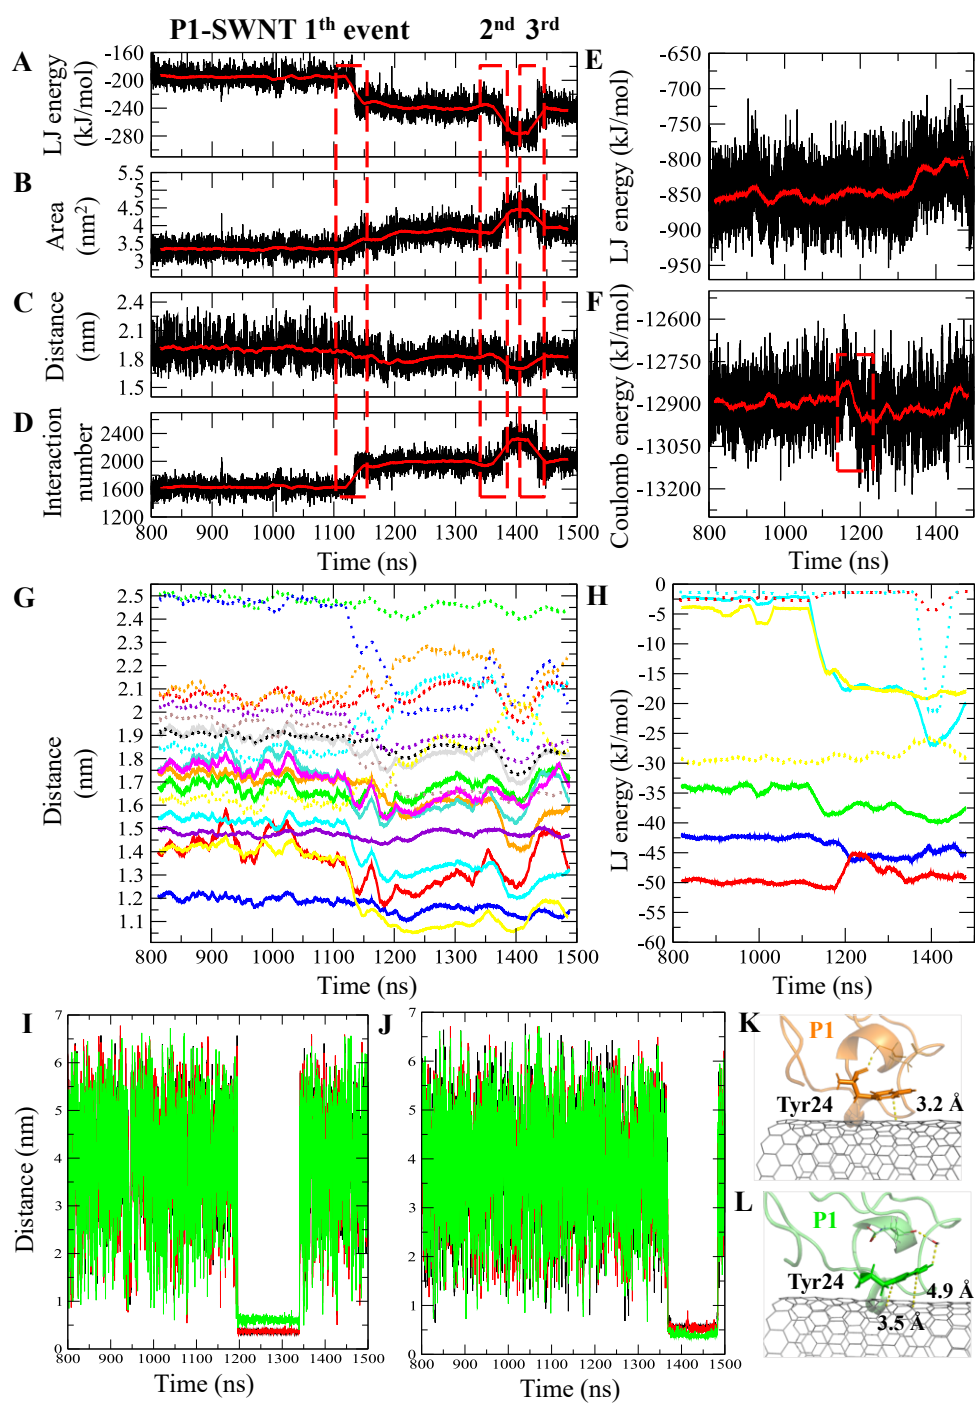 P1-SWNT 1th event 2nd 3rd
A
LJ energy
(kJ/mol)
-160
-200
-240
-280
B
Area
(nm2)
5.5
4.5
3.5
3
C
Distance
(nm)
2.4
2.1
1.8
1.5
D
Interaction
number
2400
2000
1600
1200
800 900 1000 1100 1200 1300 1400 1500
Time (ns)
E
LJ energy (kJ/mol)
-650
-700
-750
-800
-850
-900
-950
F
Coulomb energy (kJ/mol)
-12600
-12750
-12900
-13050
-13200
800 1000 1200 1400
Time (ns)
G
Distance
(nm)
2.5
2.4
2.3
2.2
2.1
2
1.9
1.8
1.7
1.6
1.5
1.4
1.3
1.2
1.1
800 900 1000 1100 1200 1300 1400 1500
Time (ns)
H
LJ energy (kJ/mol)
0
-5
-10
-15
-20
-25
-30
-35
-40
-45
-50
-55
-60
800 1000 1200 1400
Time (ns)
I
Distance (nm)
7
6
5
4
3
2
1
0
800 900 1000 1100 1200 1300 1400 1500
Time (ns)
J
7
6
5
4
3
2
1
0
800 900 1000 1100 1200 1300 1400 1500
Time (ns)
K
P1
Tyr24
3.2 Å
L
P1
Tyr24
4.9 Å
3.5 Å